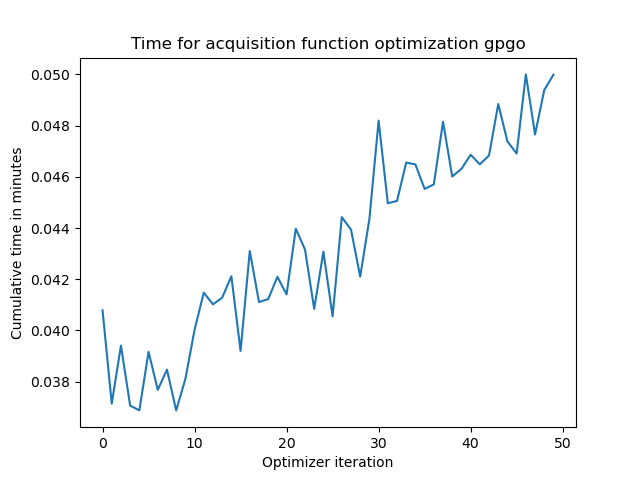 Time for acquisition function optimization gpgo
0.050
0.048
0.046
0.044
0.042
0.040
0.038
Cumulative time in minutes
0 10 20 30 40 50
Optimizer iteration